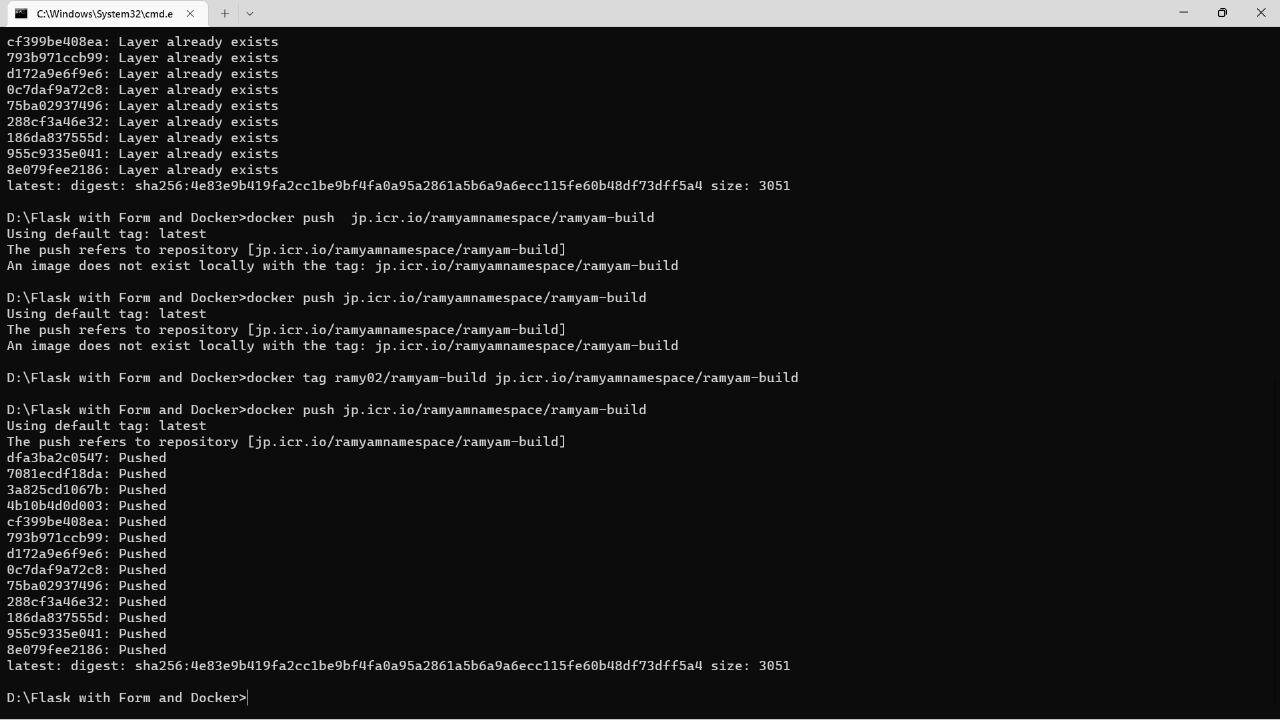 C:\Windows\System32\cmd.e
cf399be408ea: Layer already exists
793b971ccb99: Layer already exists
d172a9e6f9e6: Layer already exists
0c7daf9a72c8: Layer already exists
75ba02937496: Layer already exists
288cf3a46e32: Layer already exists
186da837555d: Layer already exists
955c9335e041: Layer already exists
8e079fee2186: Layer already exists
latest: digest: sha256:4e83e9b419fa2cc1be9bf4fa0a95a2861a5b6a9a6ecc115fe60b48df73dff5a4 size: 3051
D:\Flask with Form and Docker>docker push  jp.icr.io/ramyamnamespace/ramyam-build
Using default tag: latest
The push refers to repository [jp.icr.io/ramyamnamespace/ramyam-build]
An image does not exist locally with the tag: jp.icr.io/ramyamnamespace/ramyam-build
D:\Flask with Form and Docker>docker push jp.icr.io/ramyamnamespace/ramyam-build
Using default tag: latest
The push refers to repository [jp.icr.io/ramyamnamespace/ramyam-build]
An image does not exist locally with the tag: jp.icr.io/ramyamnamespace/ramyam-build
D:\Flask with Form and Docker>docker tag ramy02/ramyam-build jp.icr.io/ramyamnamespace/ramyam-build
D:\Flask with Form and Docker>docker push jp.icr.io/ramyamnamespace/ramyam-build
Using default tag: latest
The push refers to repository [jp.icr.io/ramyamnamespace/ramyam-build]
dfa3ba2c0547: Pushed
7081ecdf18da: Pushed
3a825cd1067b: Pushed
4b10b4d0d003: Pushed
cf399be408ea: Pushed
793b971ccb99: Pushed
d172a9e6f9e6: Pushed
0c7daf9a72c8: Pushed
75ba02937496: Pushed
288cf3a46e32: Pushed
186da837555d: Pushed
955c9335e041: Pushed
8e079fee2186: Pushed
latest: digest: sha256:4e83e9b419fa2cc1be9bf4fa0a95a2861a5b6a9a6ecc115fe60b48df73dff5a4 size: 3051
D:\Flask with Form and Docker>